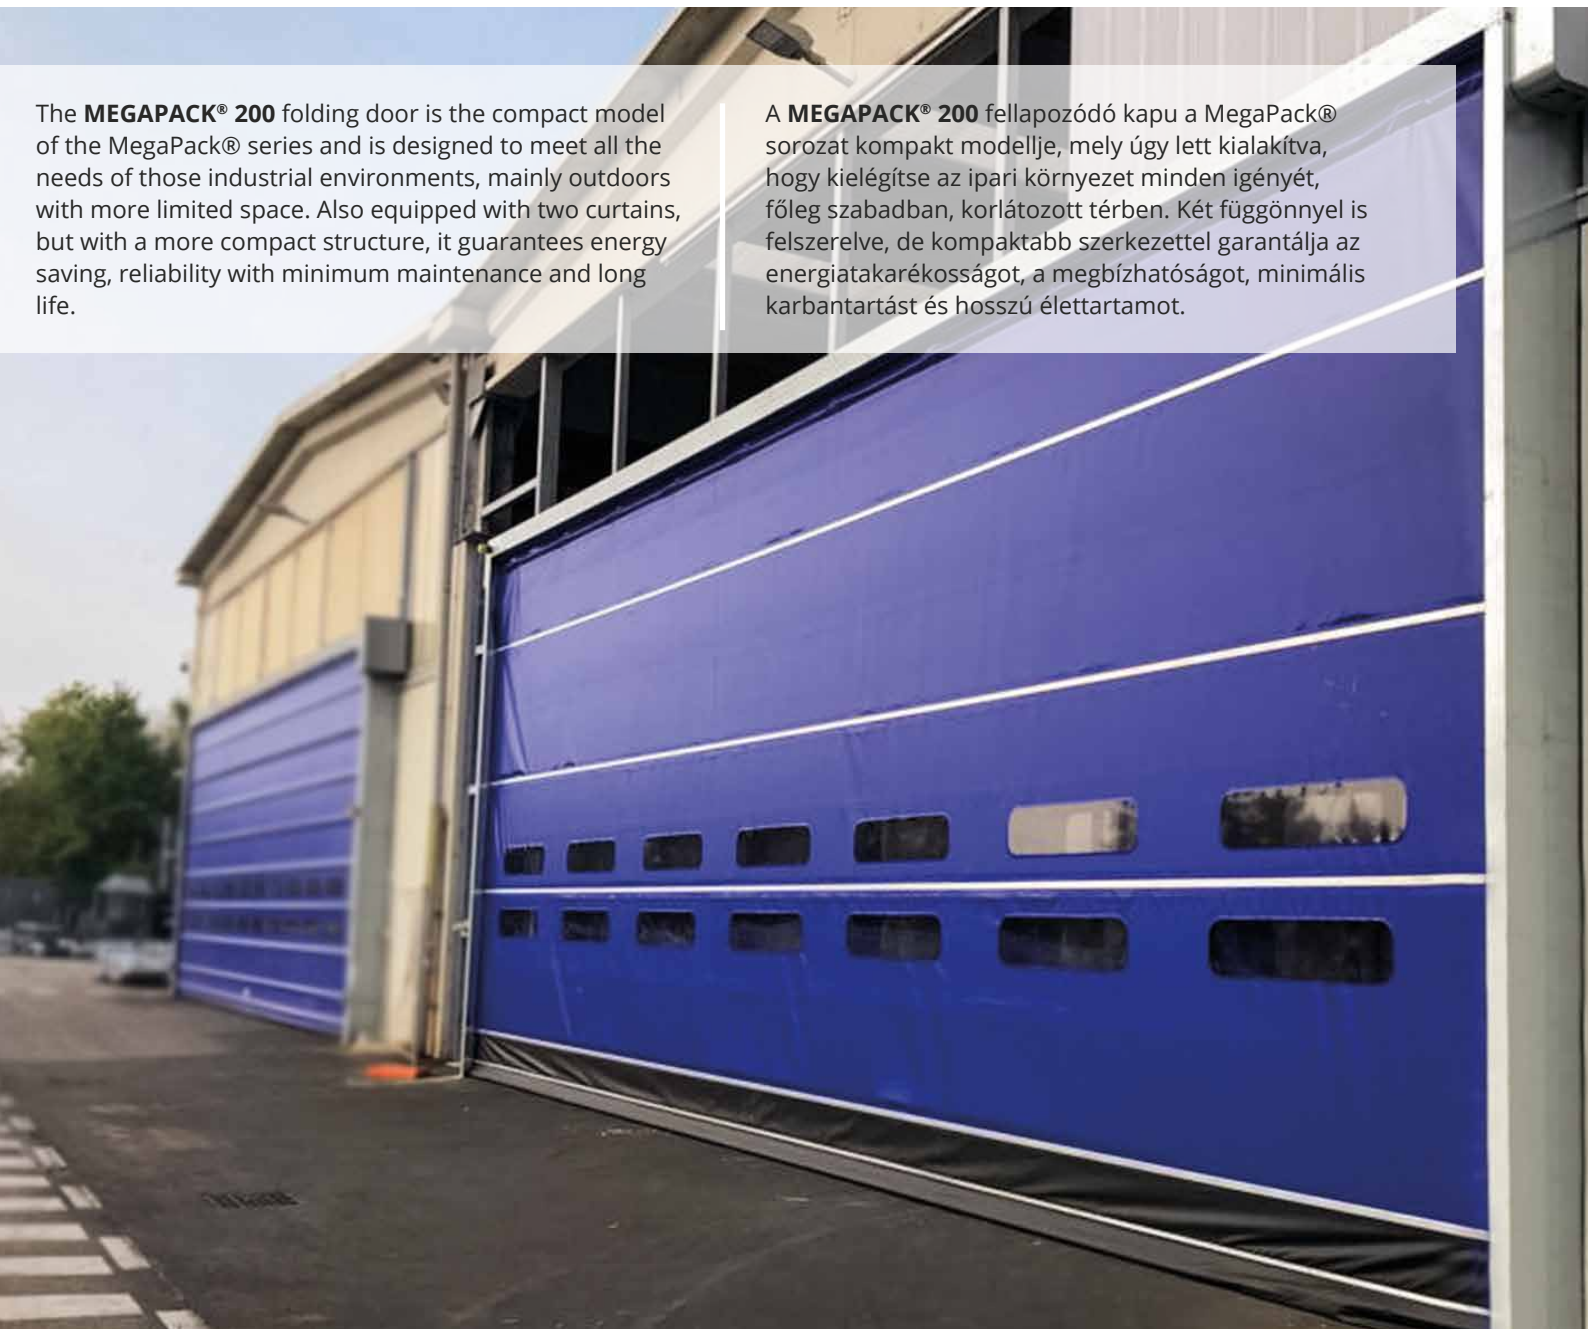 The MEGAPACK® 200 folding door is the compact model
of the MegaPack® series and is designed to meet all the
needs of those industrial environments, mainly outdoors
with more limited space. Also equipped with two curtains,
but with a more compact structure, it guarantees energy
saving, reliability with minimum maintenance and long
life.
A MEGAPACK® 200 fellapozódó kapu a MegaPack®
sorozat kompakt modellje, mely úgy lett kialakítva,
hogy kielégítse az ipari környezet minden igényét,
főleg szabadban, korlátozott térben. Két függönnyel is
felszerelve, de kompaktabb szerkezettel garantálja az
energiatakarékosságot, a megbízhatóságot, minimális
karbantartást és hosszú élettartamot.